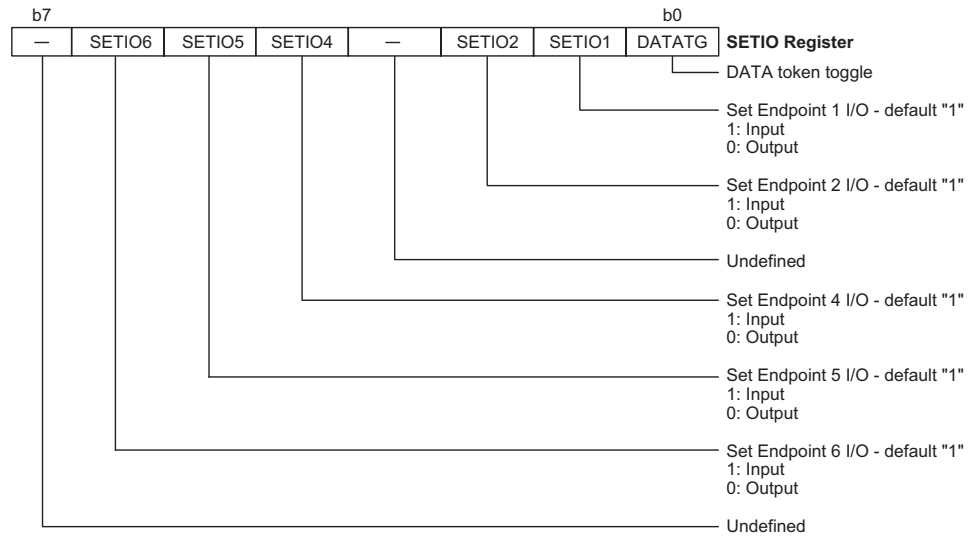 b7 b0
— SETIO6 SETIO5 SETIO4 — SETIO2 SETIO1 DATATG SETIO Register
DATA token toggle
Set Endpoint 1 I/O - default "1"
1: Input
0: Output
Set Endpoint 2 I/O - default "1"
1: Input
0: Output
Undefined
Set Endpoint 4 I/O - default "1"
1: Input
0: Output
Set Endpoint 5 I/O - default "1"
1: Input
0: Output
Set Endpoint 6 I/O - default "1"
1: Input
0: Output
Undefined